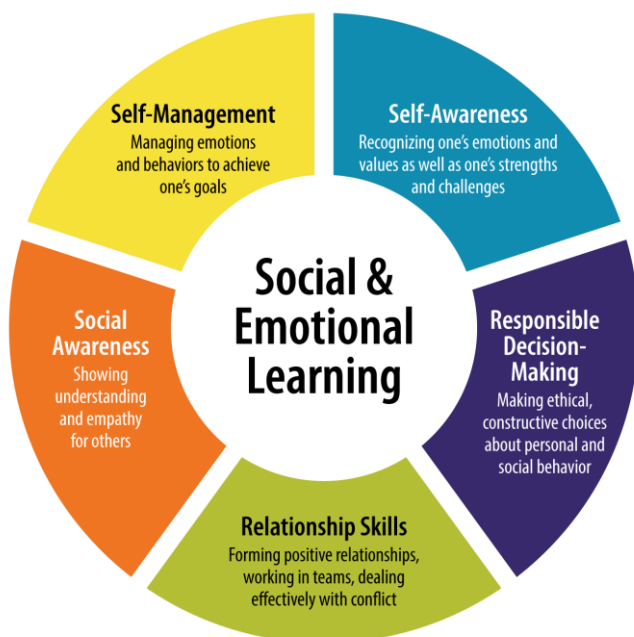 Social &
Emotional
Learning
Self-Awareness
Recognizing one’s emotions and
values as well as one’s strengths
and challenges
Responsible
Decision-
Making
Making ethical,
constructive choices
about personal and
social behavior
Relationship Skills
Forming positive relationships,
working in teams, dealing
effectively with conflict
Social
Awareness
Showing
understanding
and empathy
for others
Self-Management
Managing emotions
and behaviors to achieve
one’s goals